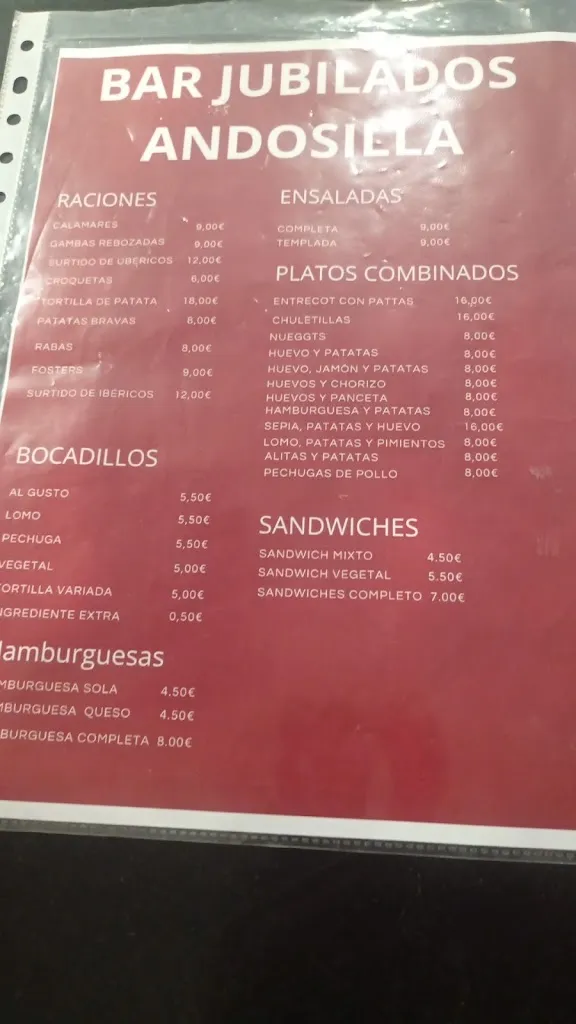 BAR JUBILADOS
ANDOSILLA
RACIONES
CALAMARES 9,00€
GAMBAS REBOZADAS 9,00€
SURTIDO DE UBERICOS 12,00€
CROQUETAS 6,00€
TORTILLA DE PATATA 18,00€
PATATAS BRAVAS 8,00€
RABAS 8,00€
FOSTERS 9,00€
SURTIDO DE IBERICOS 12,00€
BOCADILLOS
AL GUSTO 5,50€
LOMO 5,50€
PECHUGA 5,50€
VEGETAL 5,00€
TORTILLA VARIADA 5,00€
NGREDIENTE EXTRA 0,50€
Hamburguesas
MBURGUESA SOLA 4.50€
MBURGUESA QUESO 4.50€
BURGUESA COMPLETA 8.00€
ENSALADAS
COMPLETA 9,00€
TEMPLADA 9,00€
PLATOS COMBINADOS
ENTRECOT CON PATTAS 16,00€
CHULETILLAS 16,00€
NUEGGTS 8,00€
HUEVO Y PATATAS 8,00€
HUEVO, JAMÓN Y PATATAS 8,00€
HUEVOS Y CHORIZO 8,00€
HUEVOS Y PANCETA 8,00€
HAMBURGUESA Y PATATAS 8,00€
SEPIA, PATATAS Y HUEVO 16,00€
LOMO, PATATAS Y PIMIENTOS 8,00€
ALITAS Y PATATAS 8,00€
PECHUGAS DE POLLO 8,00€
SANDWICHES
SANDWICH MIXTO 4.50€
SANDWICH VEGETAL 5.50€
SANDWICHES COMPLETO 7.00€